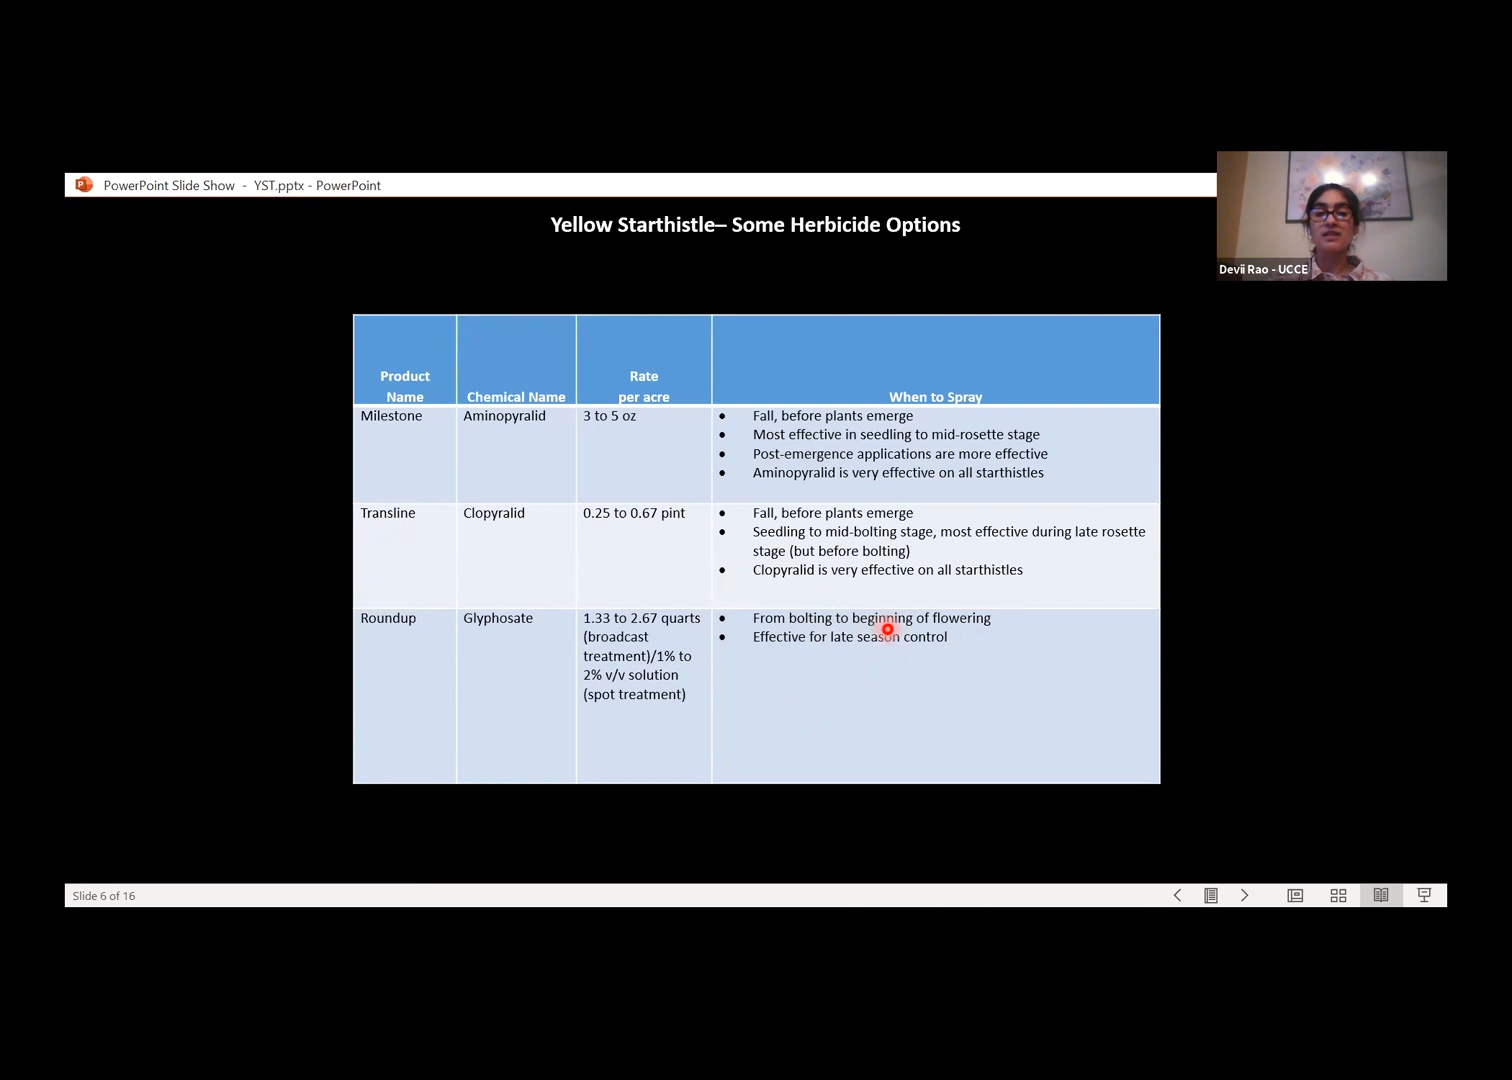 PowerPoint Slide Show - YST.pptx - PowerPoint
Yellow Starthistle– Some Herbicide Options
Devii Rao - UCCE
Product
Name
Chemical Name
Rate
per acre
When to Spray
Milestone
Aminopyralid
3 to 5 oz
• Fall, before plants emerge
• Most effective in seedling to mid-rosette stage
• Post-emergence applications are more effective
• Aminopyralid is very effective on all starthistles
Transline
Clopyralid
0.25 to 0.67 pint
• Fall, before plants emerge
• Seedling to mid-bolting stage, most effective during late rosette
stage (but before bolting)
• Clopyralid is very effective on all starthistles
Roundup
Glyphosate
1.33 to 2.67 quarts
(broadcast
treatment)/1% to
2% v/v solution
(spot treatment)
• From bolting to beginning of flowering
• Effective for late season control
Slide 6 of 16